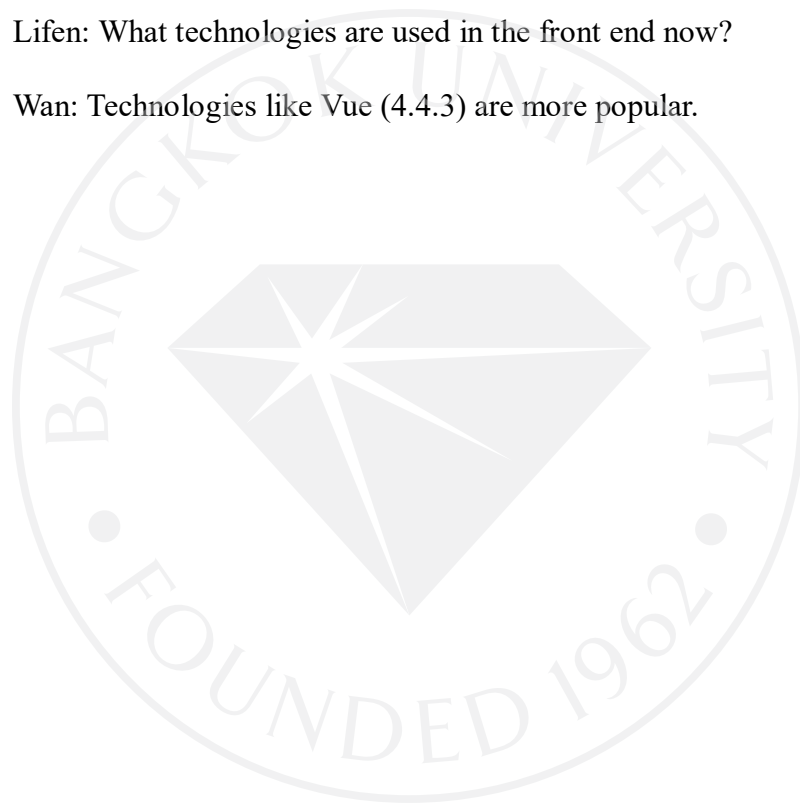 Lifen: What technologies are used in the front end now?
Wan: Technologies like Vue (4.4.3) are more popular.
BANGKOK UNIVERSITY
FOUNDED 1962